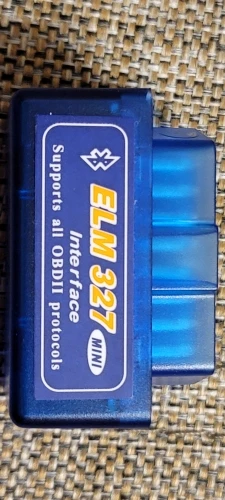 ELM 327 MINI
Interface
Supports all OBDII protocols